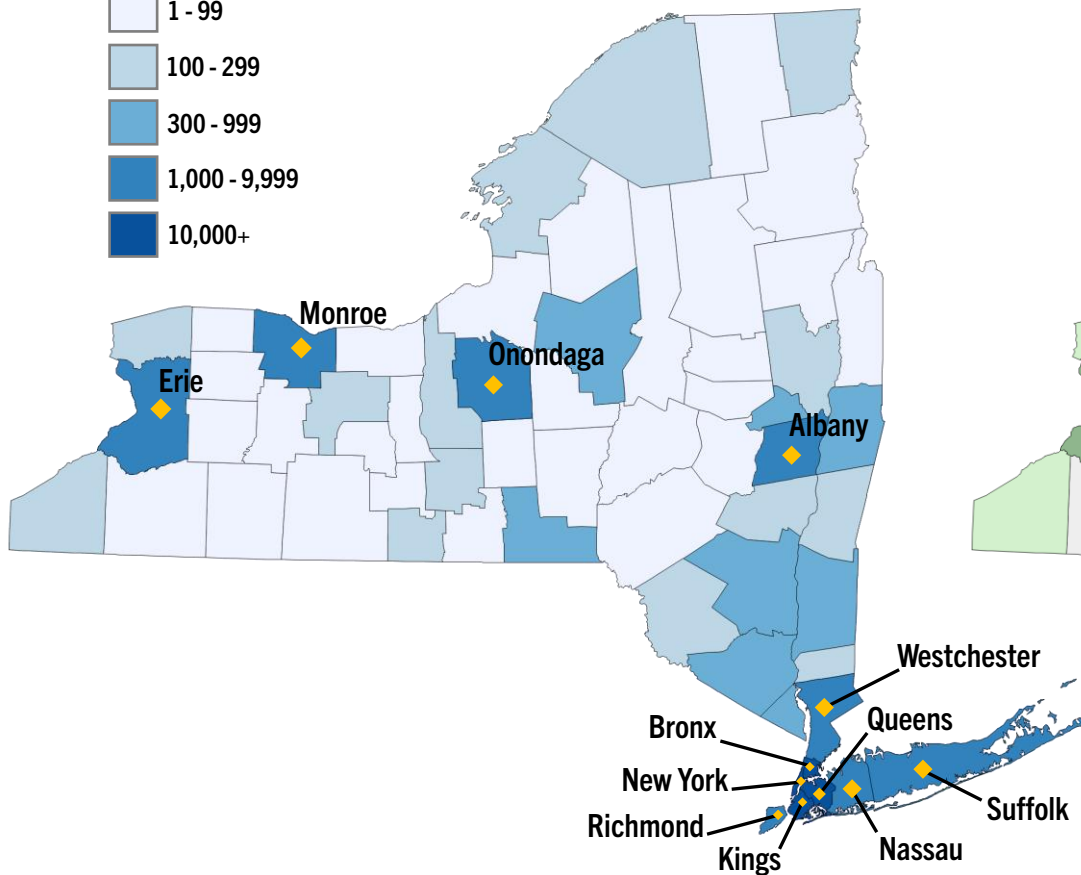 1 - 99
100 - 299
300 - 999
1,000 - 9,999
10,000+
Monroe
Onondaga
Erie
Albany
Westchester
Queens
Bronx
New York
Richmond
Kings
Nassau
Suffolk